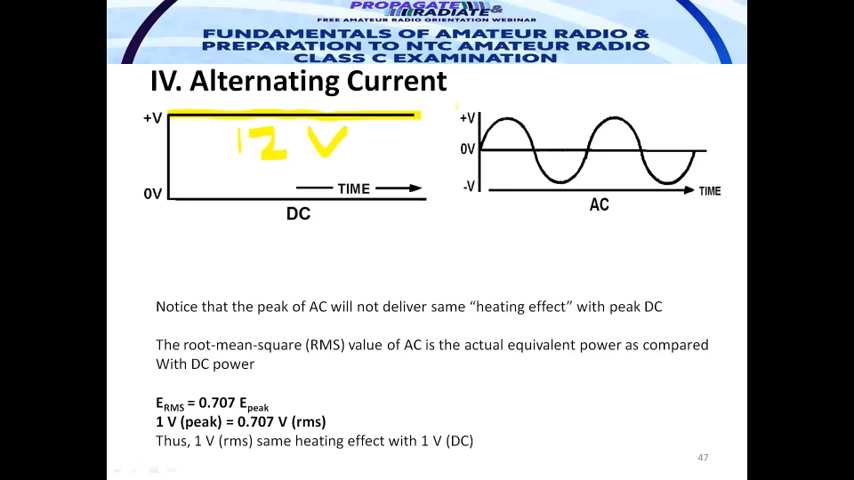 PROPAGATE
& RADIATE
FREE AMATEUR RADIO ORIENTATION WEBINAR
FUNDAMENTALS OF AMATEUR RADIO &
PREPARATION TO NTC AMATEUR RADIO
CLASS C EXAMINATION
IV. Alternating Current
+V
12 V
0V
TIME
DC
+V
0V
-V
TIME
AC
Notice that the peak of AC will not deliver same “heating effect” with peak DC
The root-mean-square (RMS) value of AC is the actual equivalent power as compared
With DC power
ERMS = 0.707 Epeak
1 V (peak) = 0.707 V (rms)
Thus, 1 V (rms) same heating effect with 1 V (DC)
47